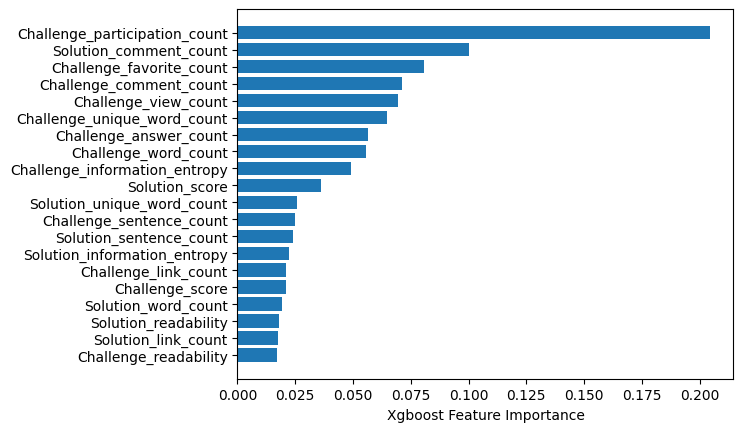 Challenge_participation_count
Solution_comment_count
Challenge_favorite_count
Challenge_comment_count
Challenge_view_count
Challenge_unique_word_count
Challenge_answer_count
Challenge_word_count
Challenge_information_entropy
Solution_score
Solution_unique_word_count
Challenge_sentence_count
Solution_sentence_count
Solution_information_entropy
Challenge_link_count
Challenge_score
Solution_word_count
Solution_readability
Solution_link_count
Challenge_readability
0.000 0.025 0.050 0.075 0.100 0.125 0.150 0.175 0.200
Xgboost Feature Importance